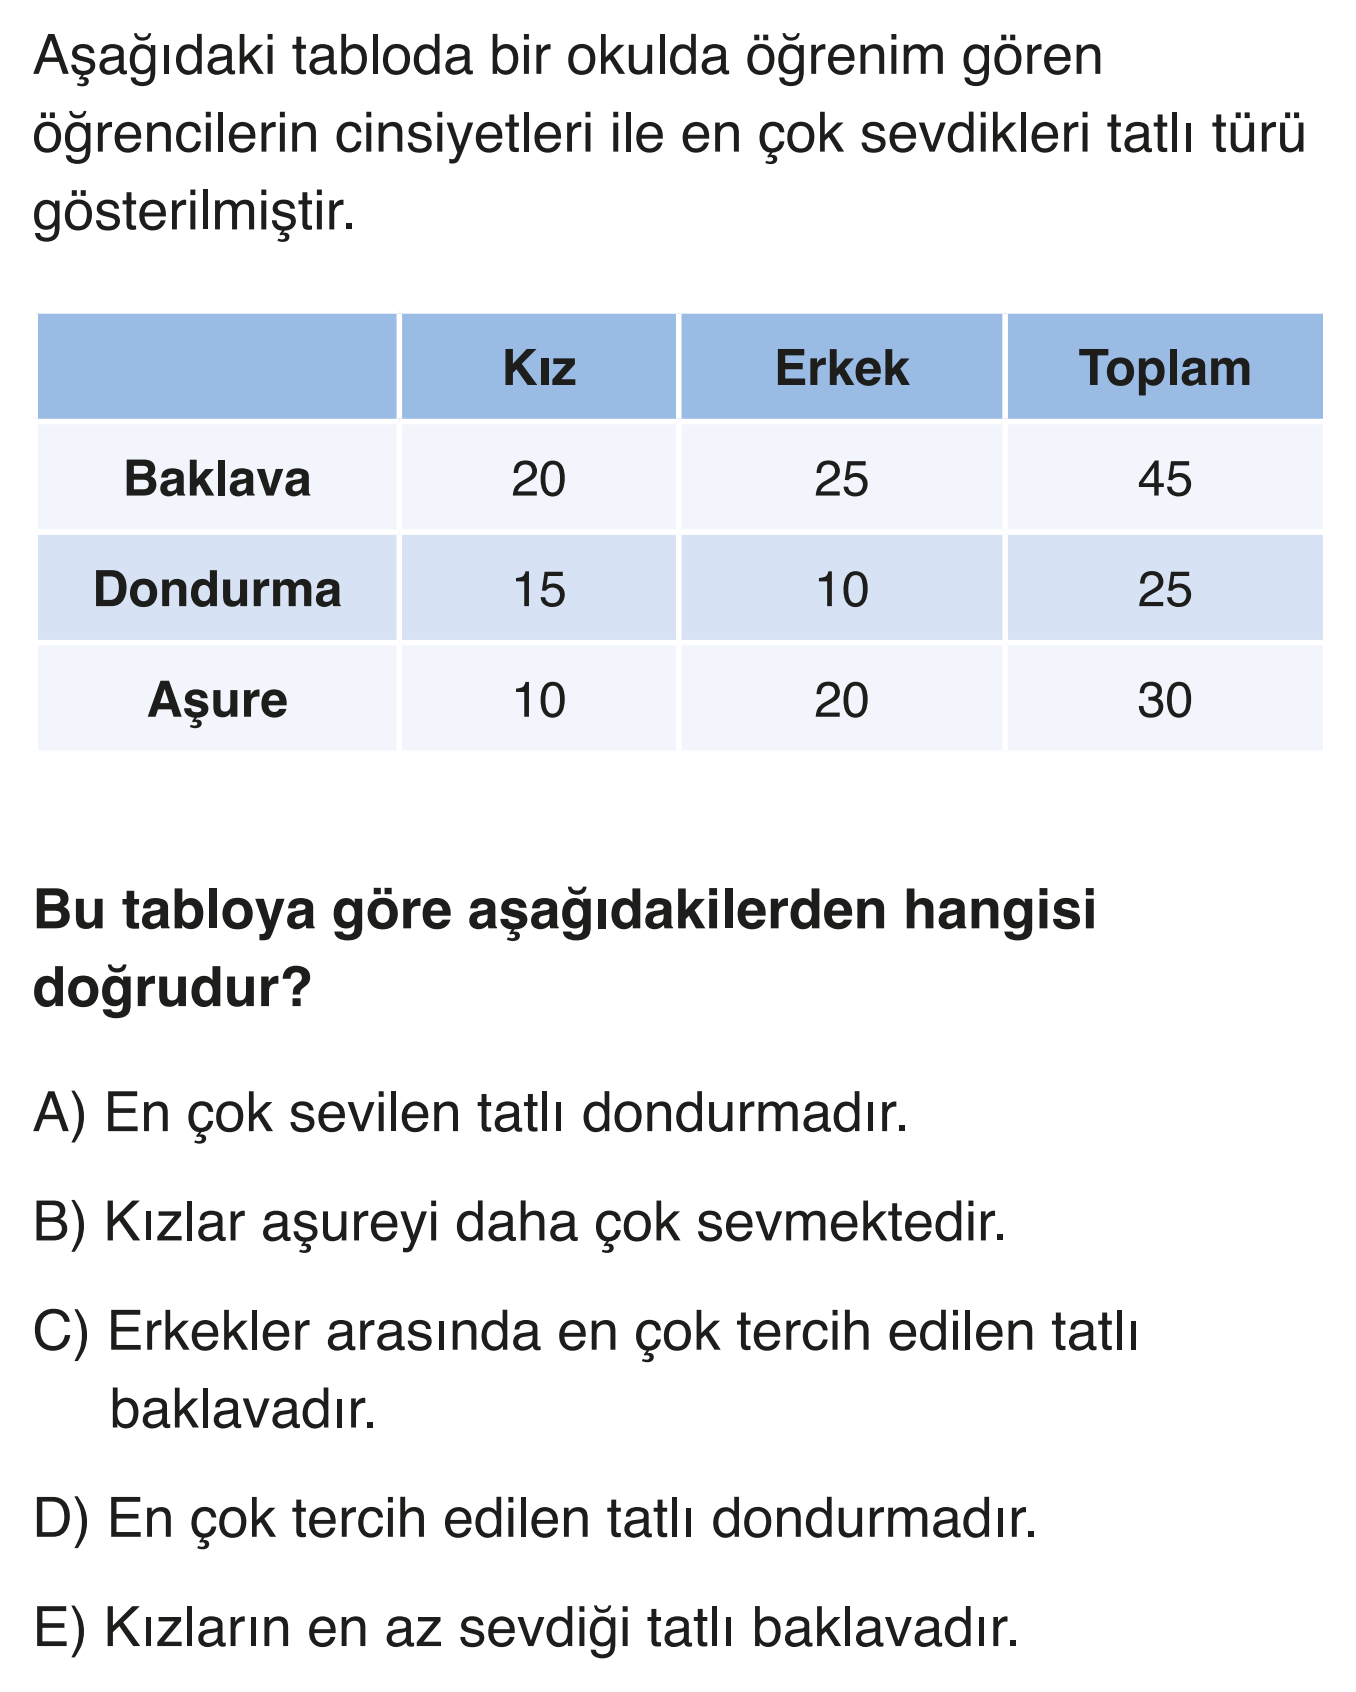 Aşağıdaki tabloda bir okulda öğrenim gören
öğrencilerin cinsiyetleri ile en çok sevdikleri tatlı türü
gösterilmiştir.
Kız Erkek Toplam
Baklava 20 25 45
Dondurma 15 10 25
Aşure 10 20 30
Bu tabloya göre aşağıdakilerden hangisi
doğrudur?
A) En çok sevilen tatlı dondurmadır.
B) Kızlar aşureyi daha çok sevmektedir.
C) Erkekler arasında en çok tercih edilen tatlı
baklavadır.
D) En çok tercih edilen tatlı dondurmadır.
E) Kızların en az sevdiği tatlı baklavadır.